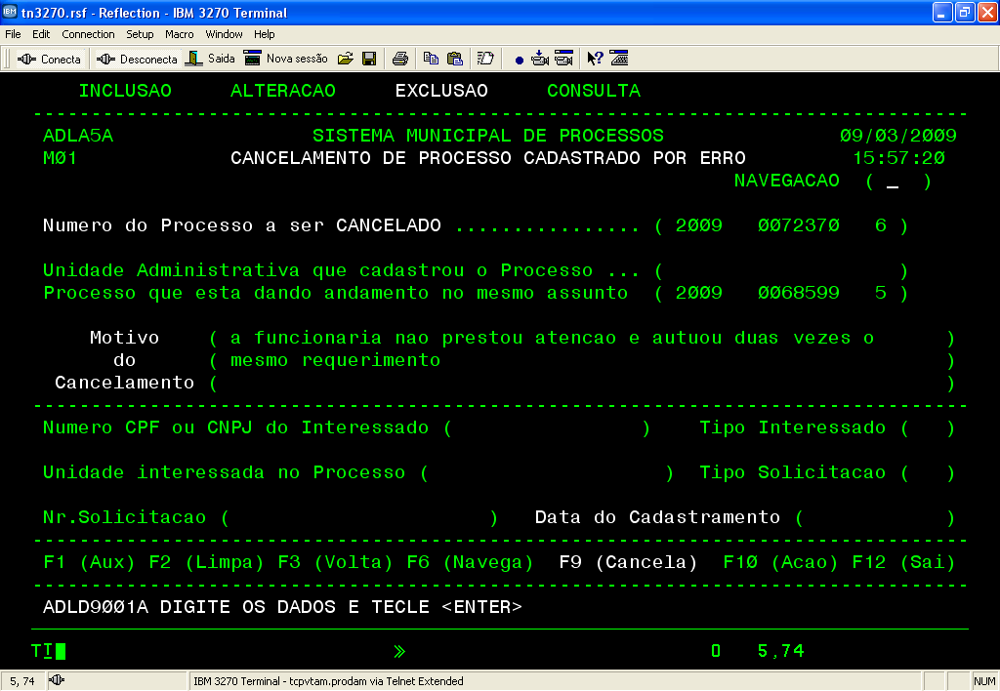 tn3270.rsf - Reflection - IBM 3270 Terminal
File Edit Connection Setup Macro Window Help
Conecta Desconecta Saida Nova sessão
INCLUSAO ALTERACAO EXCLUSAO CONSULTA
ADLA5A SISTEMA MUNICIPAL DE PROCESSOS 09/03/2009
M01 CANCELAMENTO DE PROCESSO CADASTRADO POR ERRO 15:57:20
NAVEGACAO ( _ )
Numero do Processo a ser CANCELADO ................ ( 2009 0072370 6 )
Unidade Administrativa que cadastrou o Processo ... ( )
Processo que esta dando andamento no mesmo assunto ( 2009 0068599 5 )
Motivo ( a funcionaria nao prestou atencao e autuou duas vezes o )
do ( mesmo requerimento )
Cancelamento ( )
Numero CPF ou CNPJ do Interessado ( ) Tipo Interessado ( )
Unidade interessada no Processo ( ) Tipo Solicitacao ( )
Nr.Solicitacao ( ) Data do Cadastramento ( )
F1 (Aux) F2 (Limpa) F3 (Volta) F6 (Navega) F9 (Cancela) F10 (Acao) F12 (Sai)
ADLD9001A DIGITE OS DADOS E TECLE <ENTER>
TI » 0 5,74
5, 74 IBM 3270 Terminal - tcpvtam.prodam via Telnet Extended NUM